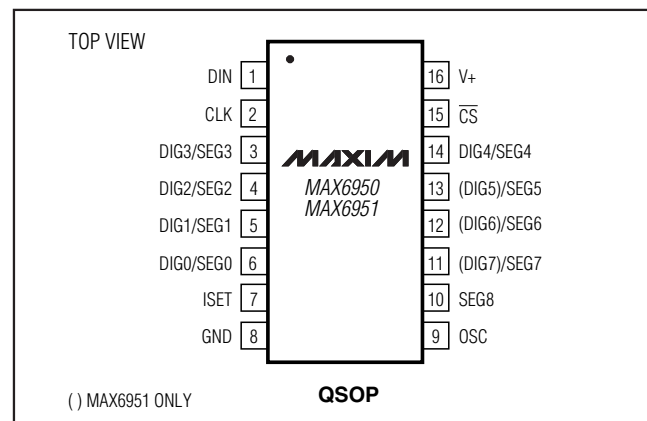 TOP VIEW
DIN 1
CLK 2
DIG3/SEG3 3
DIG2/SEG2 4
DIG1/SEG1 5
DIG0/SEG0 6
ISET 7
GND 8
MAXIM
MAX6950
MAX6951
16 V+
15 C̅S̅
14 DIG4/SEG4
13 (DIG5)/SEG5
12 (DIG6)/SEG6
11 (DIG7)/SEG7
10 SEG8
9 OSC
( ) MAX6951 ONLY
QSOP